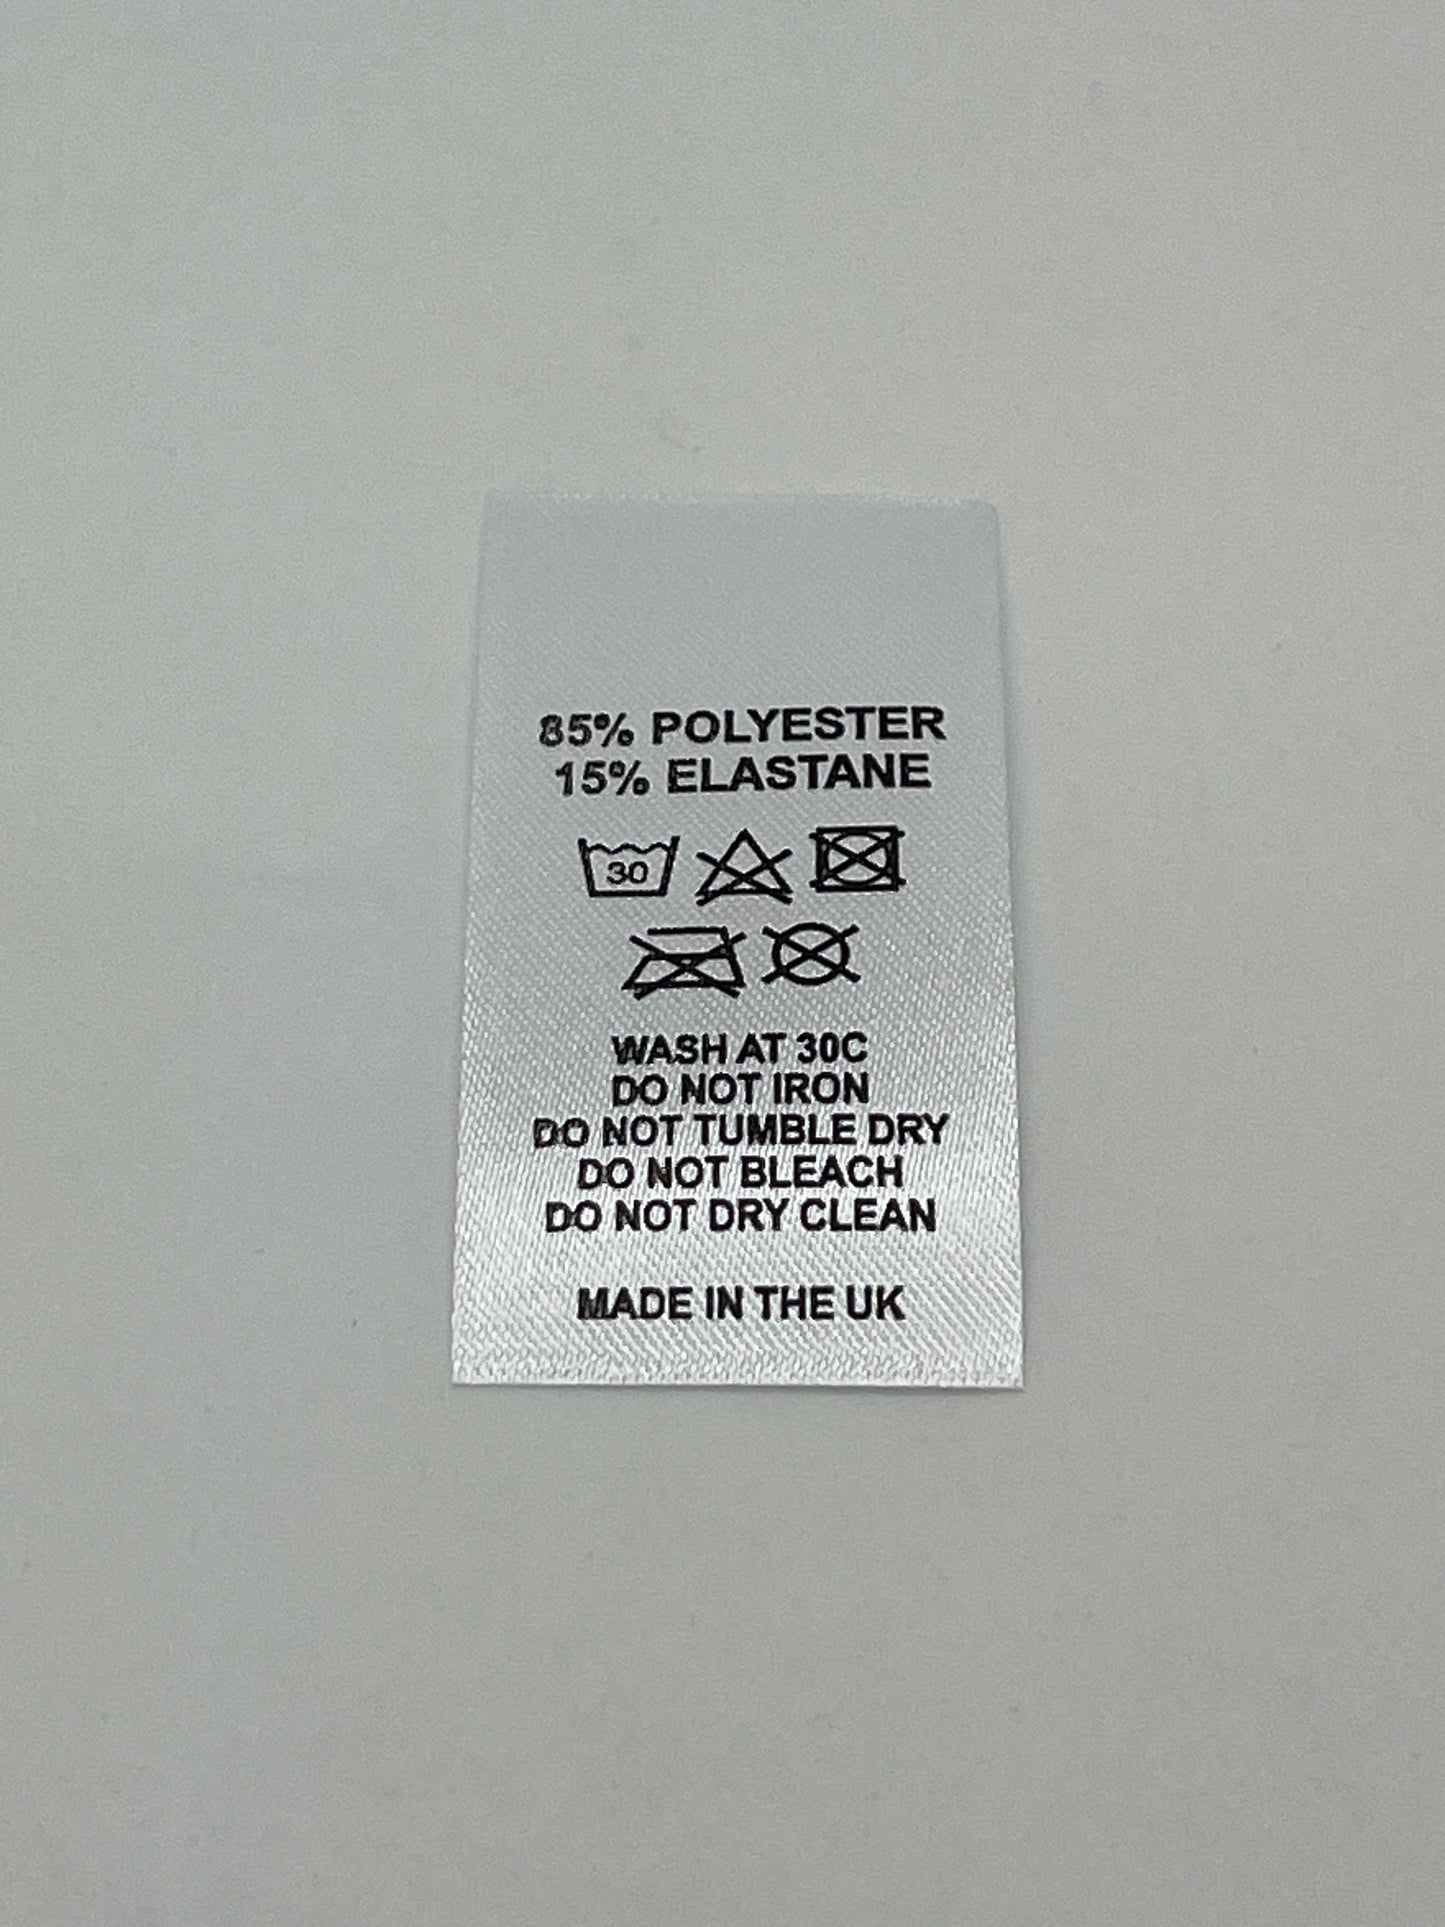 85% POLYESTER
15% ELASTANE
30
WASH AT 30C
DO NOT IRON
DO NOT TUMBLE DRY
DO NOT BLEACH
DO NOT DRY CLEAN
MADE IN THE UK